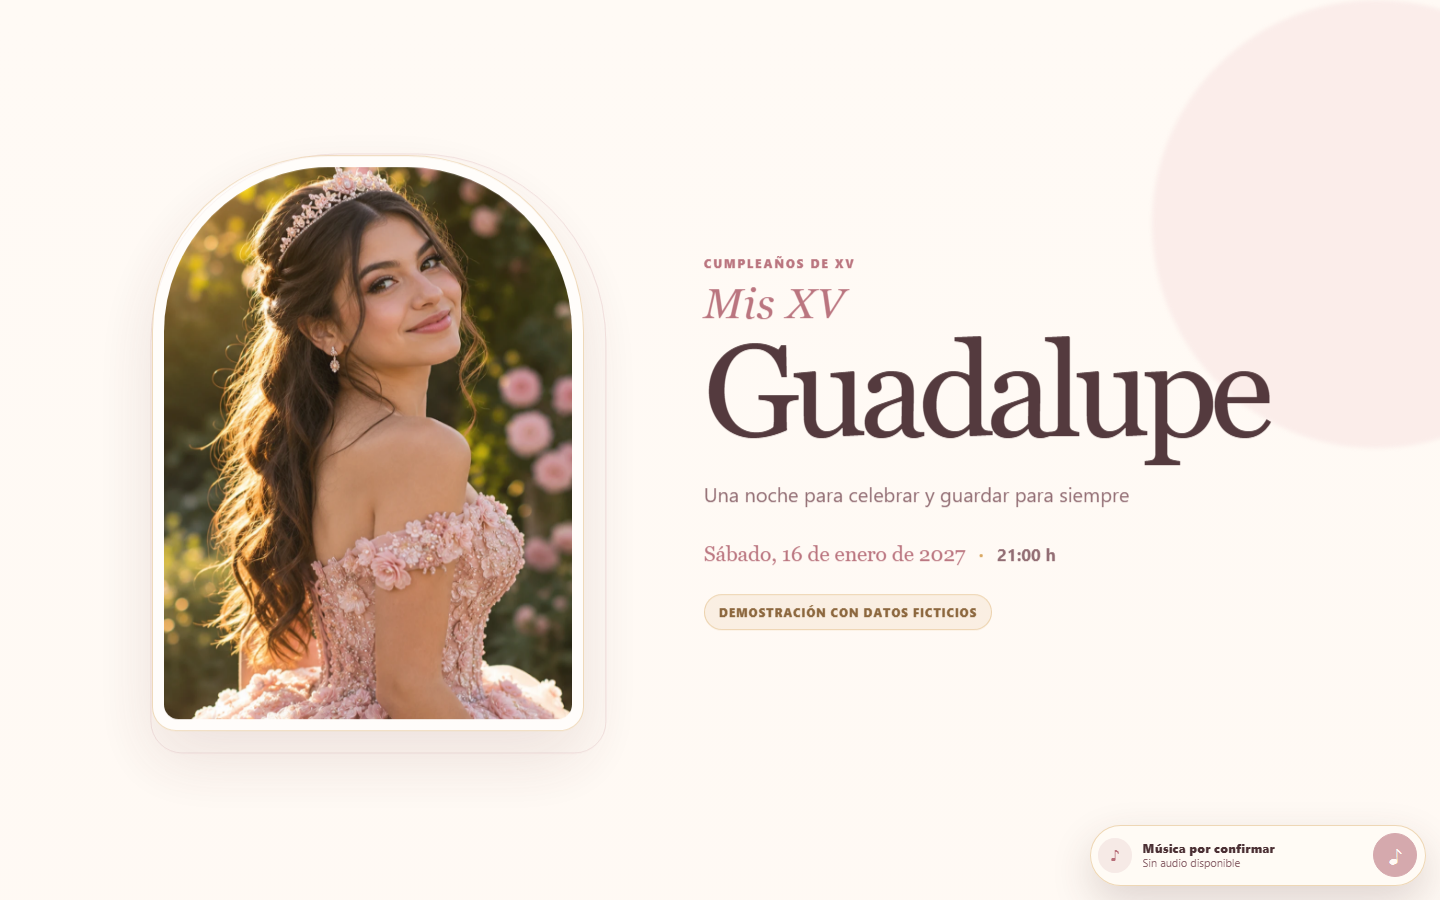 CUMPLEAÑOS DE XV
Mis XV
Guadalupe
Una noche para celebrar y guardar para siempre
Sábado, 16 de enero de 2027 · 21:00 h
DEMOSTRACIÓN CON DATOS FICTICIOS
♪ Música por confirmar ♪
Sin audio disponible